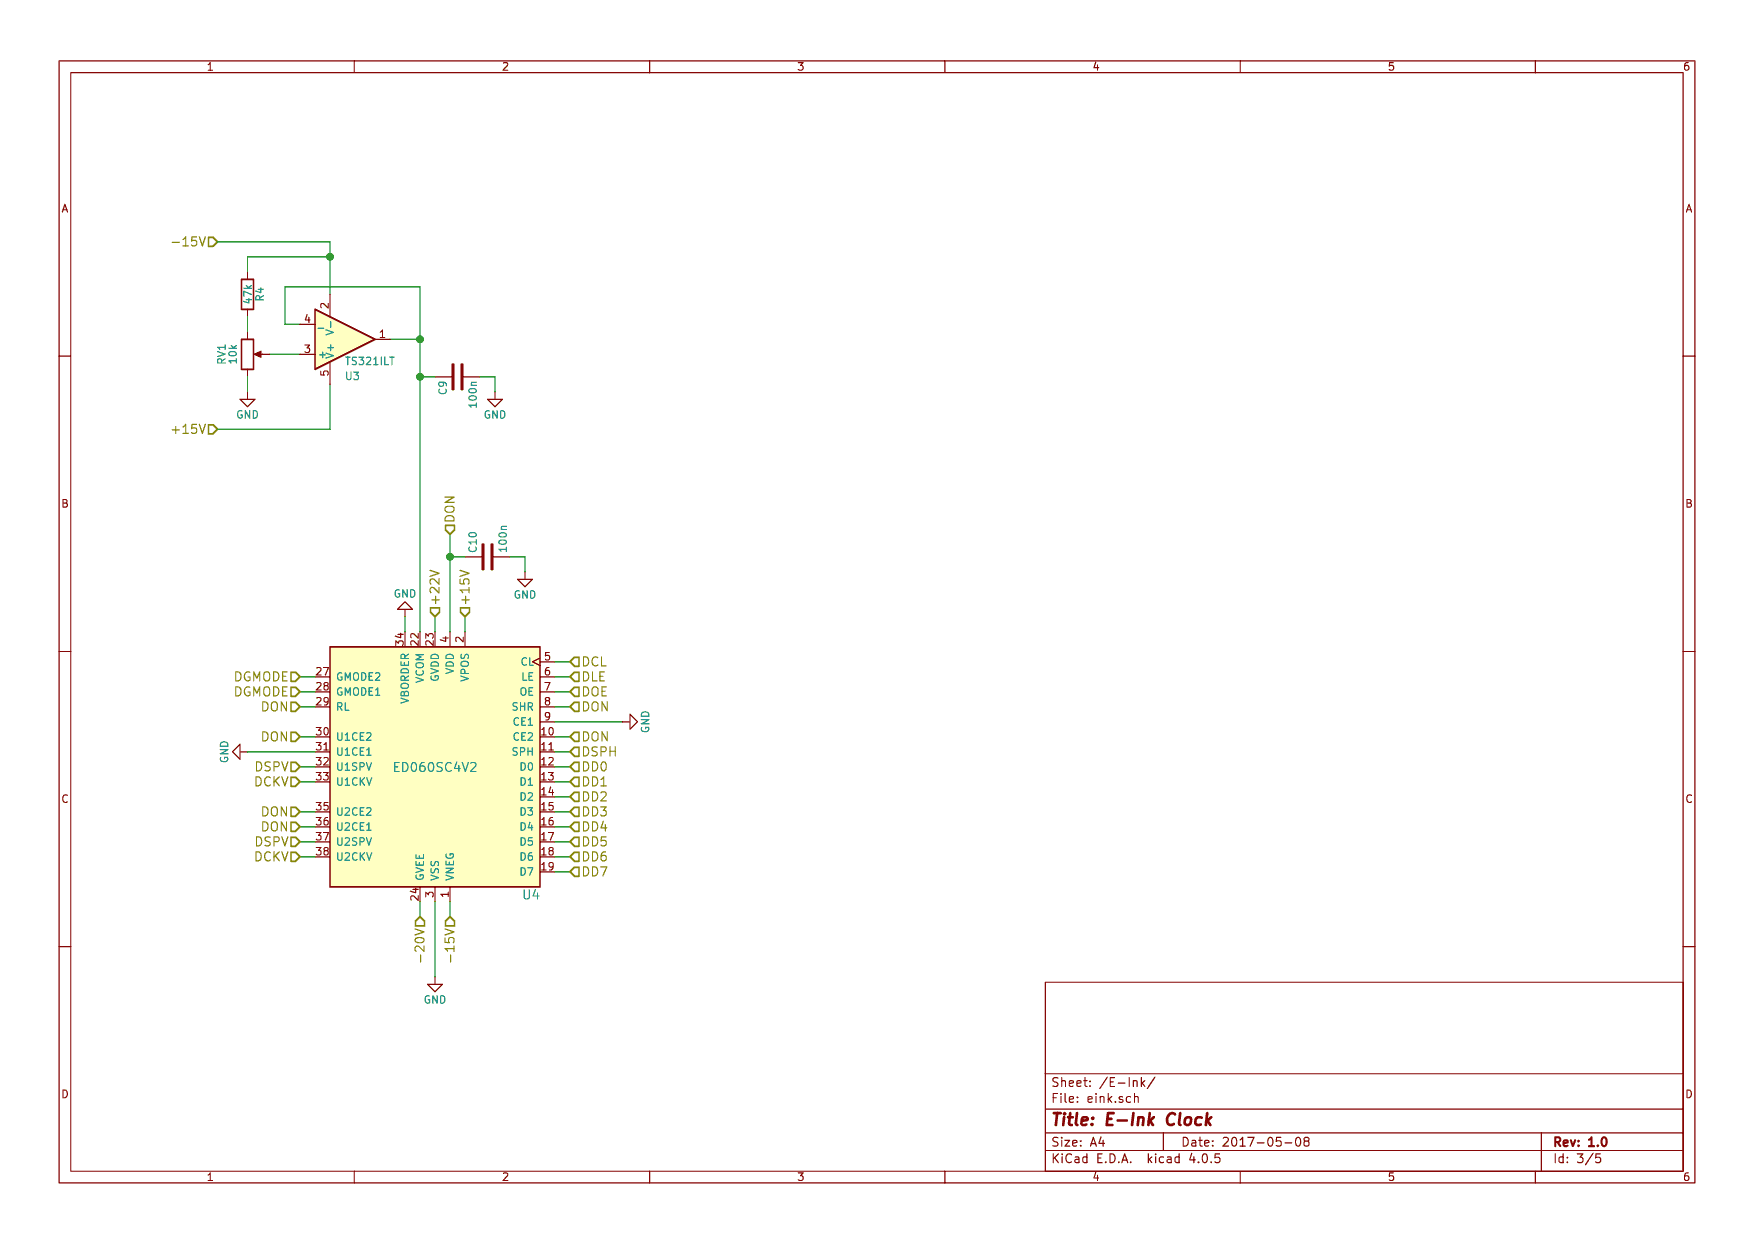 1 2 3 4 5 6
A A
B B
C C
D D
-15V
47k
R4
RV1
10k
GND
+15V
2
4
3
5
1
-
V-
+
V+
TS321ILT
U3
C9
100n
GND
DON
C10
100n
GND
GND
+22V
+15V
34 22 23 4 2
VBORDER VCOM GVDD VDD VPOS
DGMODE 27 GMODE2
DGMODE 28 GMODE1
DON 29 RL
DON 30 U1CE2
GND 31 U1CE1
DSPV 32 U1SPV
DCKV 33 U1CKV
DON 35 U2CE2
DON 36 U2CE1
DSPV 37 U2SPV
DCKV 38 U2CKV
ED060SC4V2
CL 5 DCL
LE 6 DLE
OE 7 DOE
SHR 8 DON
CE1 9 GND
CE2 10 DON
SPH 11 DSPH
D0 12 DD0
D1 13 DD1
D2 14 DD2
D3 15 DD3
D4 16 DD4
D5 17 DD5
D6 18 DD6
D7 19 DD7
GVEE VSS VNEG
24 3 1
U4
-20V
-15V
GND
Sheet: /E-Ink/
File: eink.sch
Title: E-Ink Clock
Size: A4 Date: 2017-05-08 Rev: 1.0
KiCad E.D.A. kicad 4.0.5 Id: 3/5
1 2 3 4 5 6